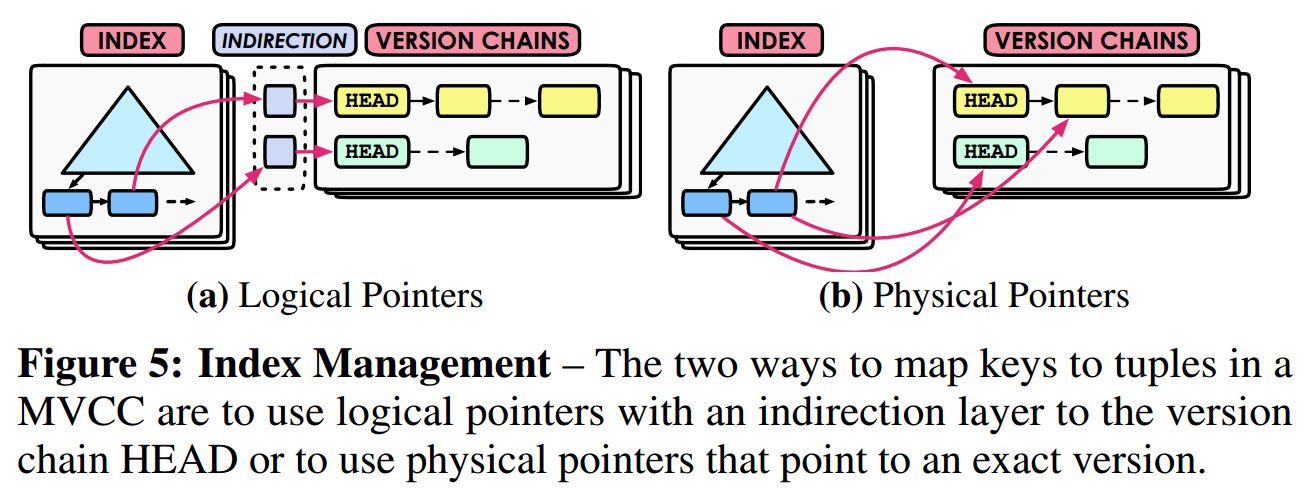 INDEX INDIRECTION VERSION CHAINS
HEAD
HEAD
(a) Logical Pointers
INDEX VERSION CHAINS
HEAD
HEAD
(b) Physical Pointers
Figure 5: Index Management – The two ways to map keys to tuples in a
MVCC are to use logical pointers with an indirection layer to the version
chain HEAD or to use physical pointers that point to an exact version.